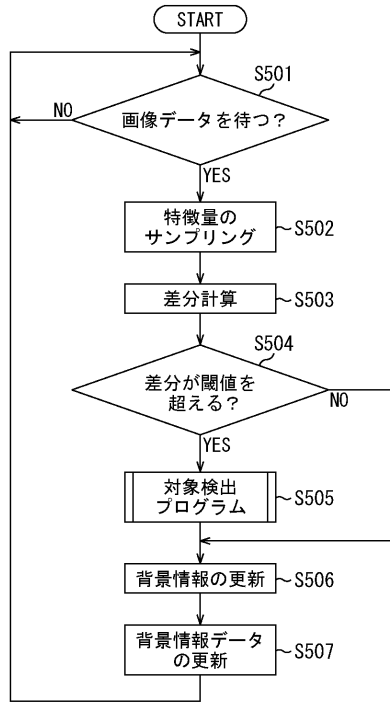 START
S501
NO
画像データを待つ?
YES
特徴量の
サンプリング
S502
差分計算
S503
S504
差分が閾値を
超える?
NO
YES
対象検出
プログラム
S505
背景情報の更新
S506
背景情報データ
の更新
S507